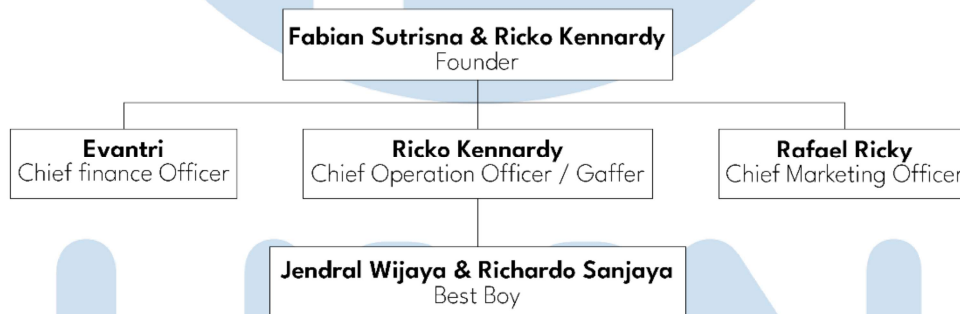 Fabian Sutrisna & Ricko Kennardy
Founder
Evantri
Chief finance Officer
Ricko Kennardy
Chief Operation Officer / Gaffer
Rafael Ricky
Chief Marketing Officer
Jendral Wijaya & Richardo Sanjaya
Best Boy